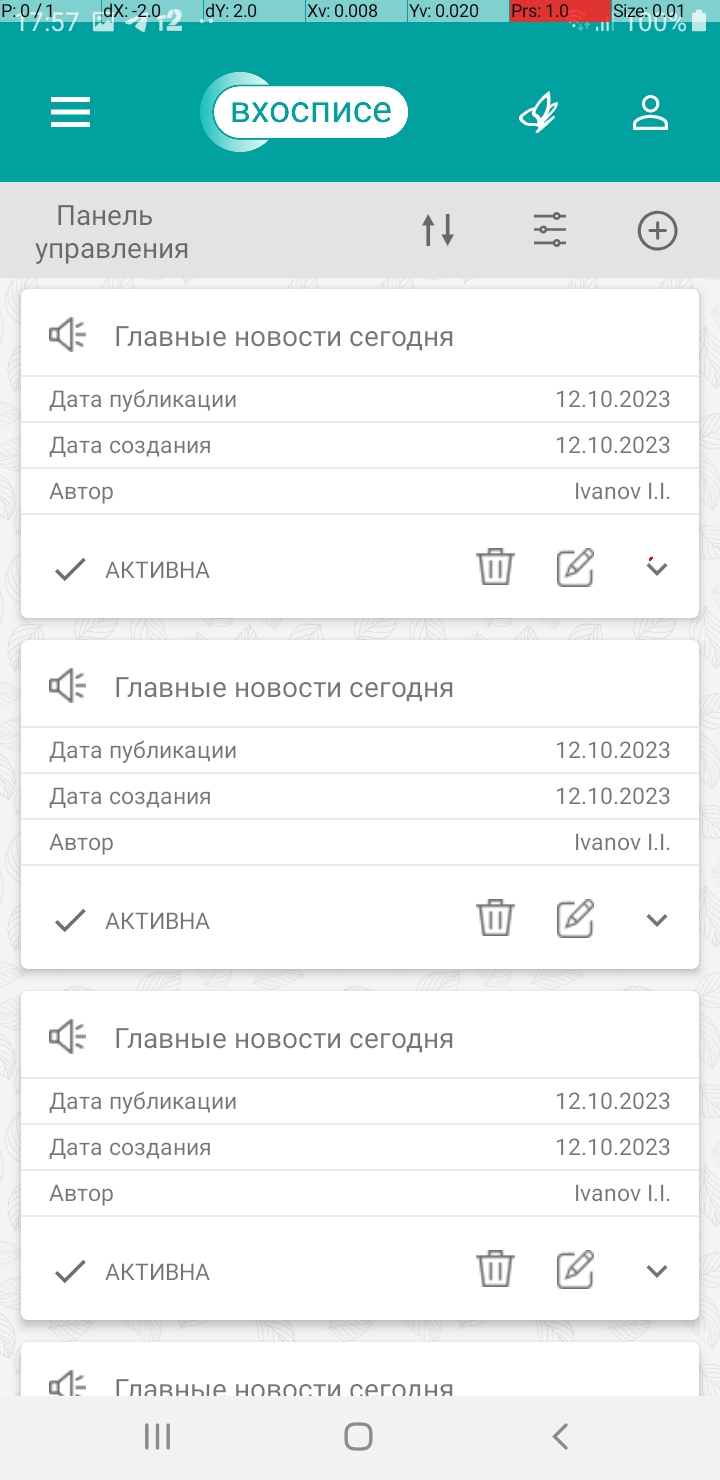 P: 0 / 1 dX: -2.0 dY: 2.0 Xv: 0.008 Yv: 0.020 Prs: 1.0 Size: 0.01
17:57 т2 100%
вхосписе
Панель
управления
Главные новости сегодня
Дата публикации 12.10.2023
Дата создания 12.10.2023
Автор Ivanov I.I.
АКТИВНА
Главные новости сегодня
Дата публикации 12.10.2023
Дата создания 12.10.2023
Автор Ivanov I.I.
АКТИВНА
Главные новости сегодня
Дата публикации 12.10.2023
Дата создания 12.10.2023
Автор Ivanov I.I.
АКТИВНА
Главные новости сегодня